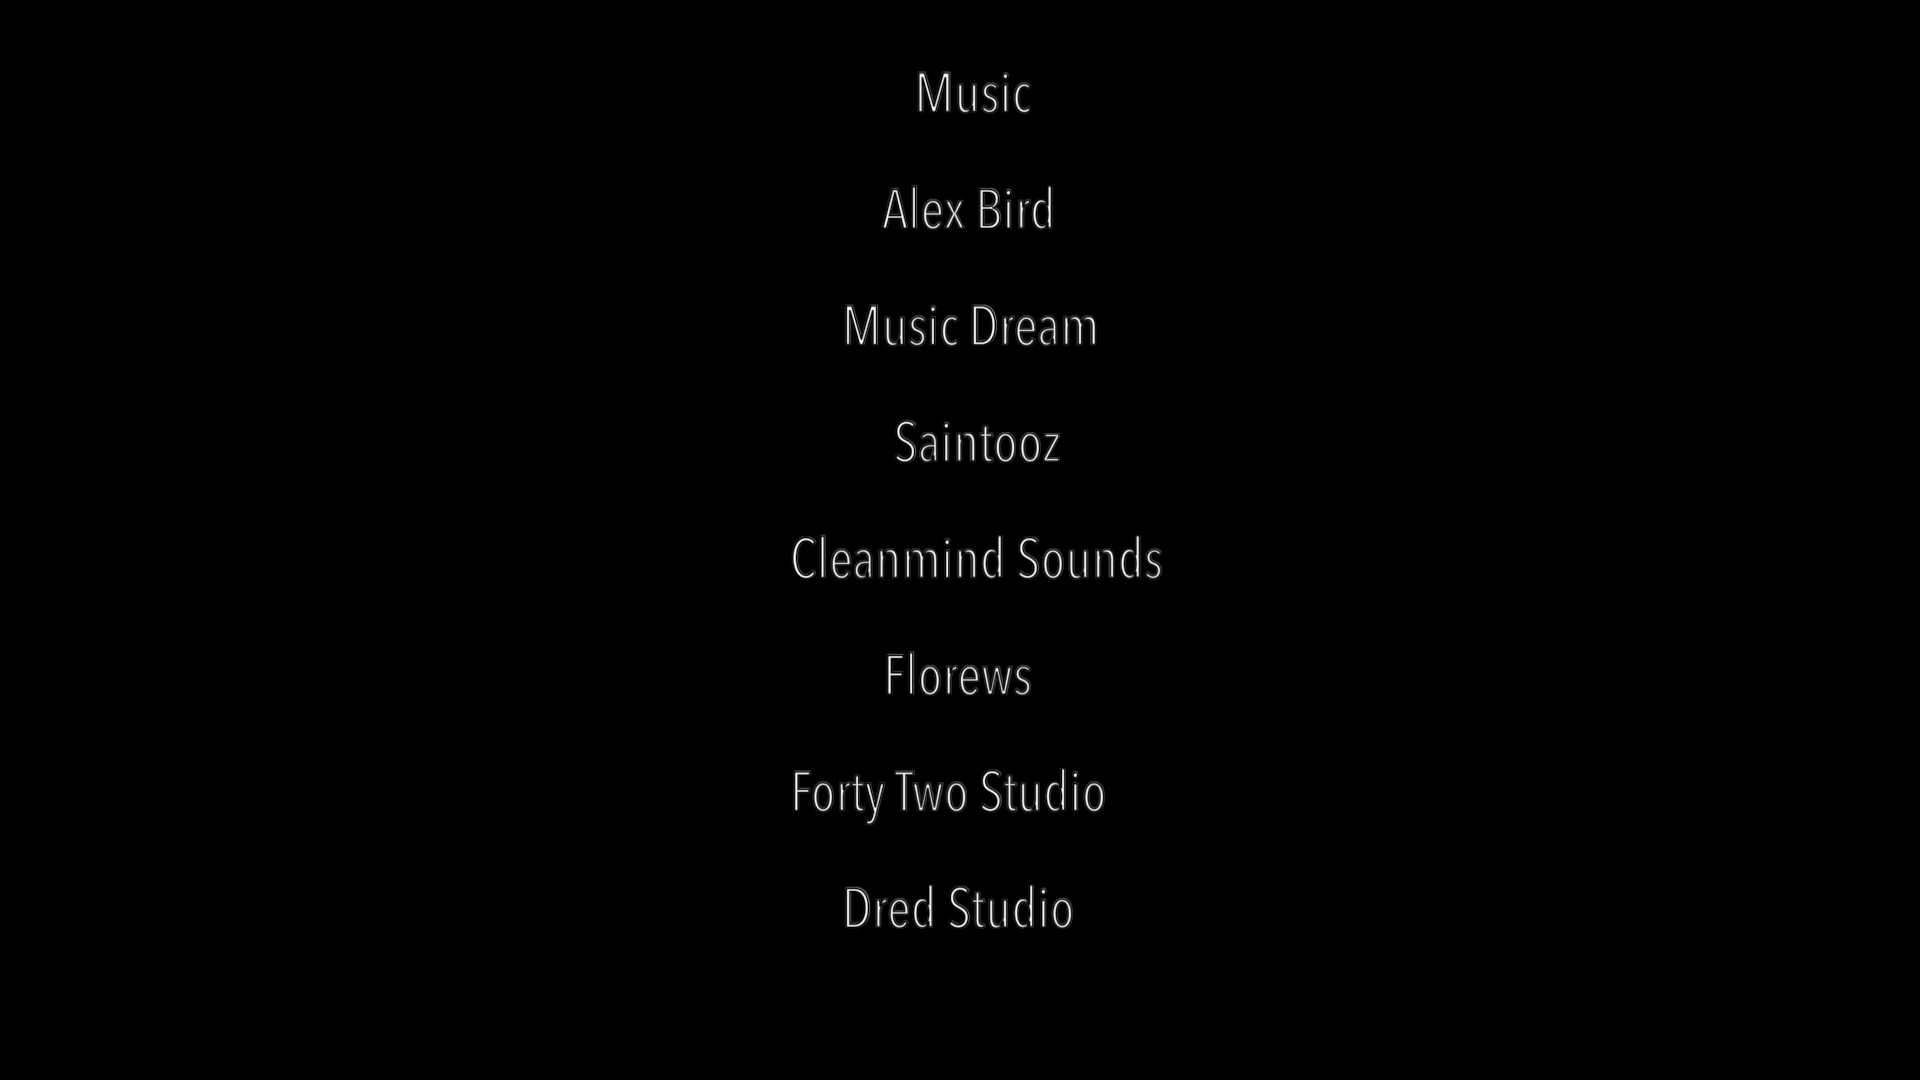 Music
Alex Bird
Music Dream
Saintooz
Cleanmind Sounds
Florews
Forty Two Studio
Dred Studio